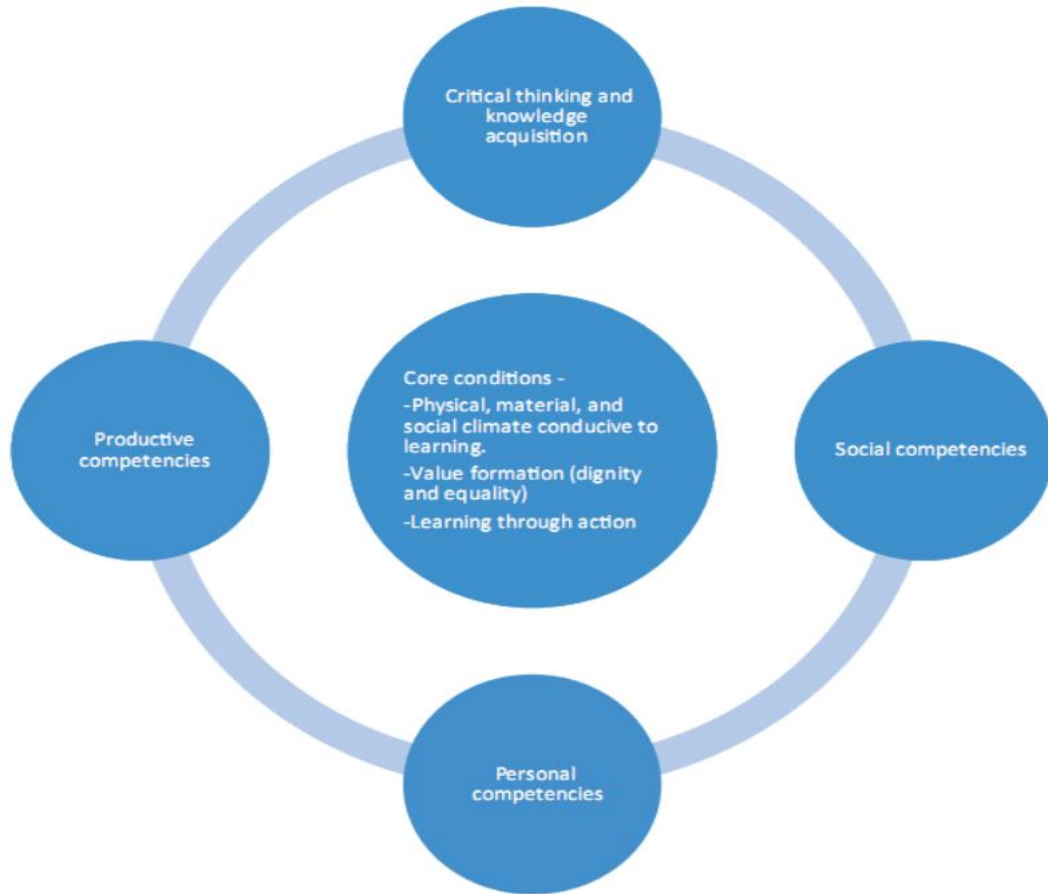 Critical thinking and
knowledge
acquisition
Productive
competencies
Core conditions -
-Physical, material, and
social climate conducive to
learning.
-Value formation (dignity
and equality)
-Learning through action
Social competencies
Personal
competencies